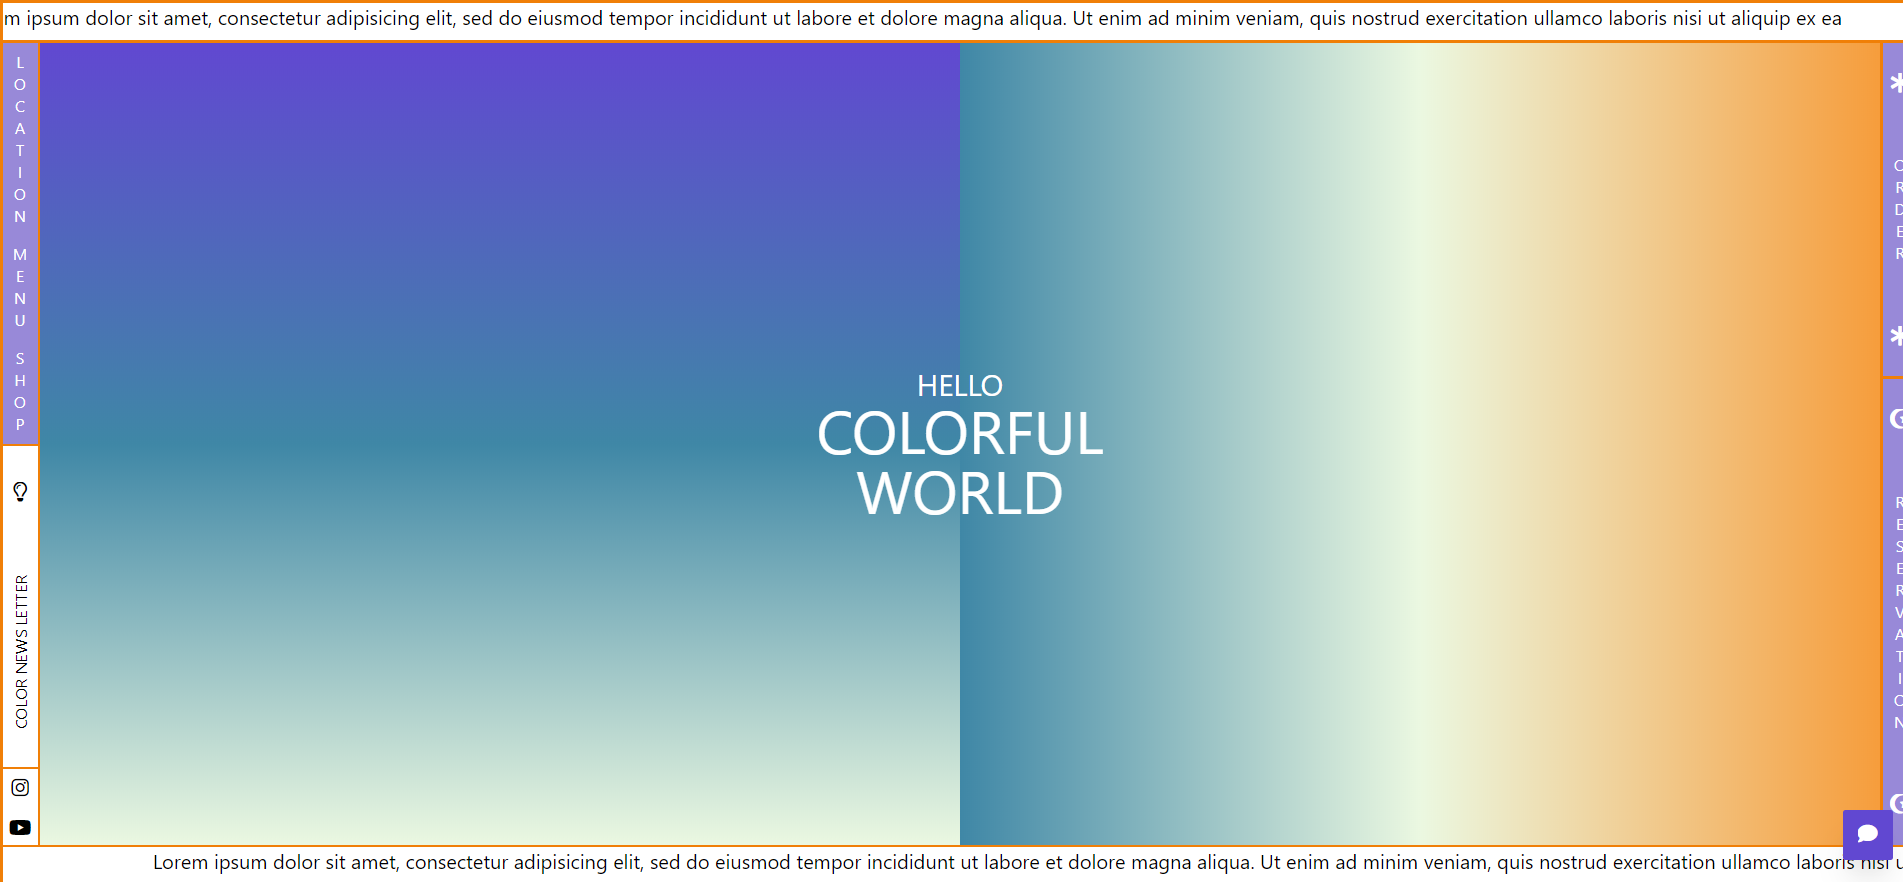 m ipsum dolor sit amet, consectetur adipisicing elit, sed do eiusmod tempor incididunt ut labore et dolore magna aliqua. Ut enim ad minim veniam, quis nostrud exercitation ullamco laboris nisi ut aliquip ex ea
LOCATION
MENU
SHOP
COLOR NEWS LETTER
HELLO
COLORFUL
WORLD
ORDER
RESERVATION
Lorem ipsum dolor sit amet, consectetur adipisicing elit, sed do eiusmod tempor incididunt ut labore et dolore magna aliqua. Ut enim ad minim veniam, quis nostrud exercitation ullamco laboris nisi u